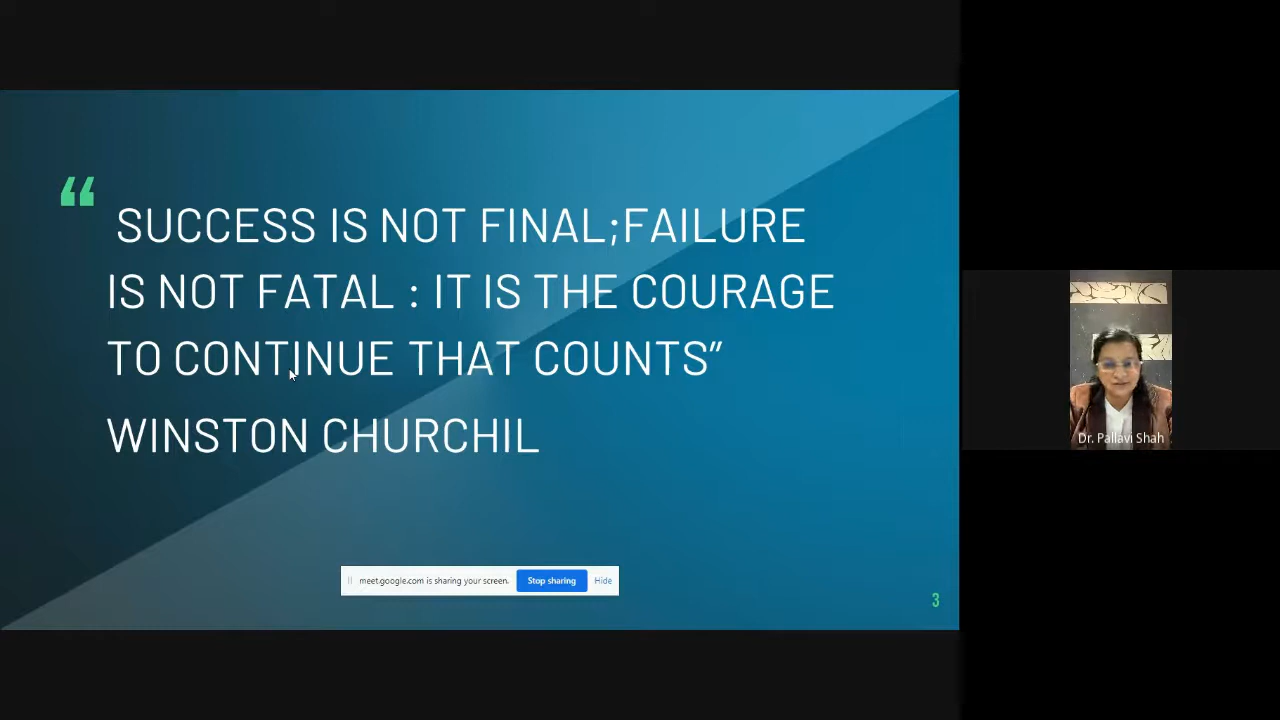 “ SUCCESS IS NOT FINAL;FAILURE
IS NOT FATAL : IT IS THE COURAGE
TO CONTINUE THAT COUNTS”
WINSTON CHURCHIL
meet.google.com is sharing your screen. Stop sharing Hide
3
Dr. Pallavi Shah